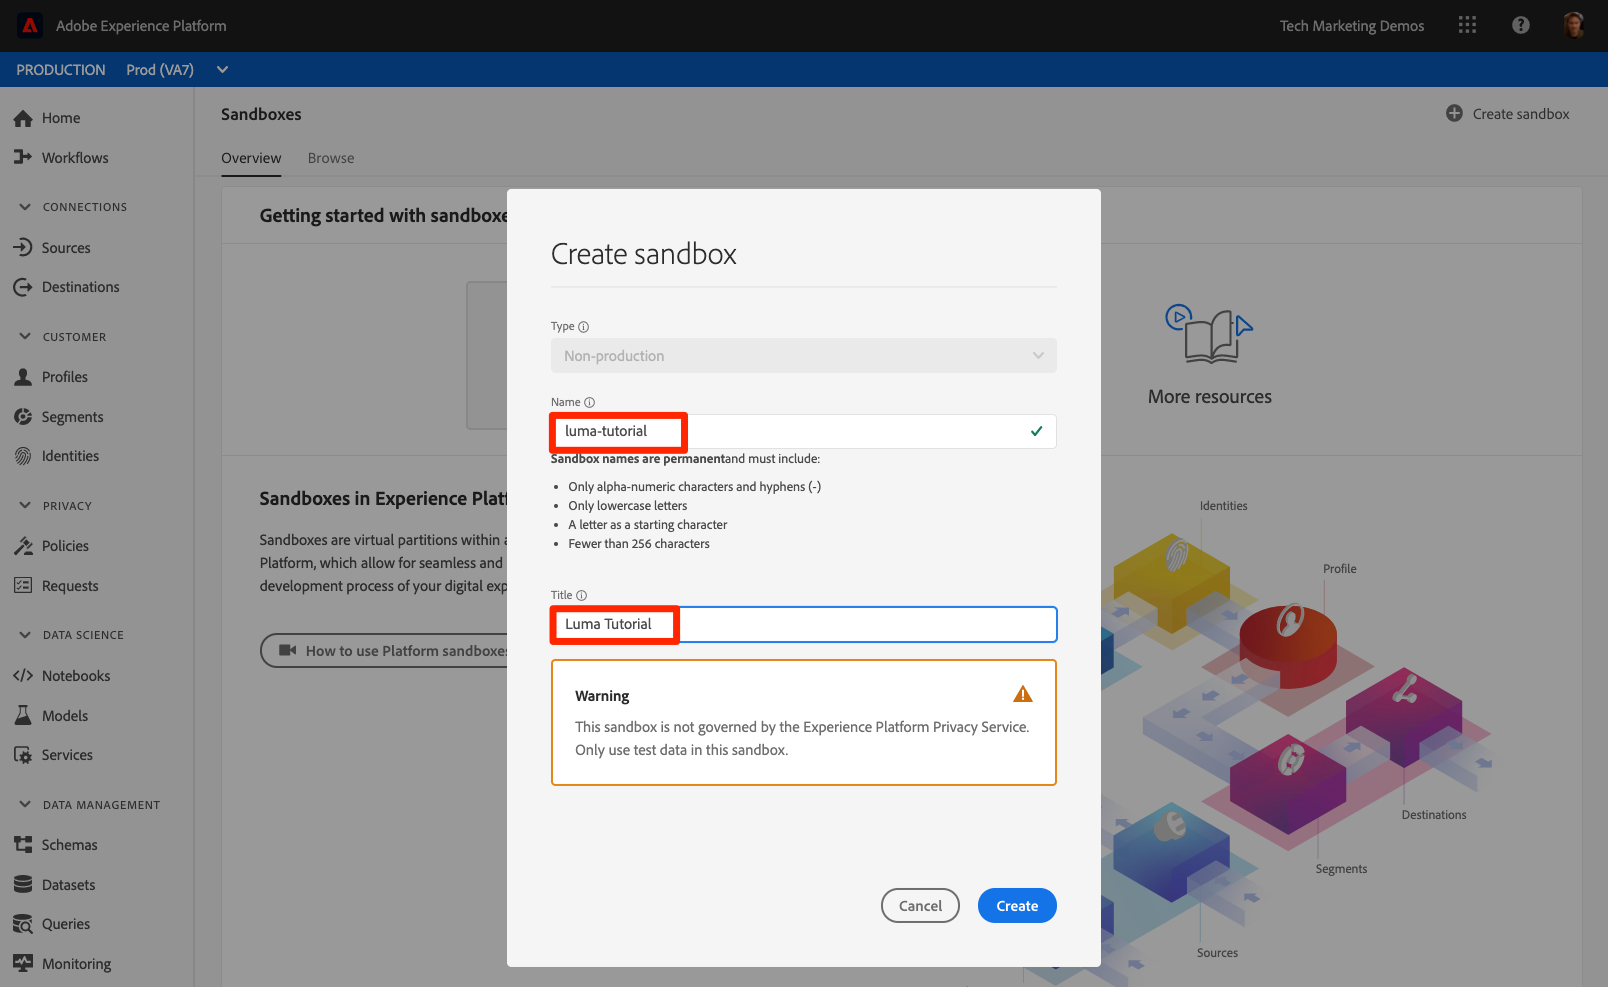 Adobe Experience Platform
Tech Marketing Demos
PRODUCTION Prod (VA7)
Home
Workflows
CONNECTIONS
Sources
Destinations
CUSTOMER
Profiles
Segments
Identities
PRIVACY
Policies
Requests
DATA SCIENCE
Notebooks
Models
Services
DATA MANAGEMENT
Schemas
Datasets
Queries
Monitoring
Sandboxes
Create sandbox
Overview Browse
Getting started with sandboxe
More resources
Sandboxes in Experience Platf
Sandboxes are virtual partitions within a
Platform, which allow for seamless and
development process of your digital exp
How to use Platform sandboxes
Create sandbox
Type
Non-production
Name
luma-tutorial
Sandbox names are permanentand must include:
• Only alpha-numeric characters and hyphens (-)
• Only lowercase letters
• A letter as a starting character
• Fewer than 256 characters
Title
Luma Tutorial
Warning
This sandbox is not governed by the Experience Platform Privacy Service.
Only use test data in this sandbox.
Cancel
Create
Identities
Profile
Destinations
Segments
Sources